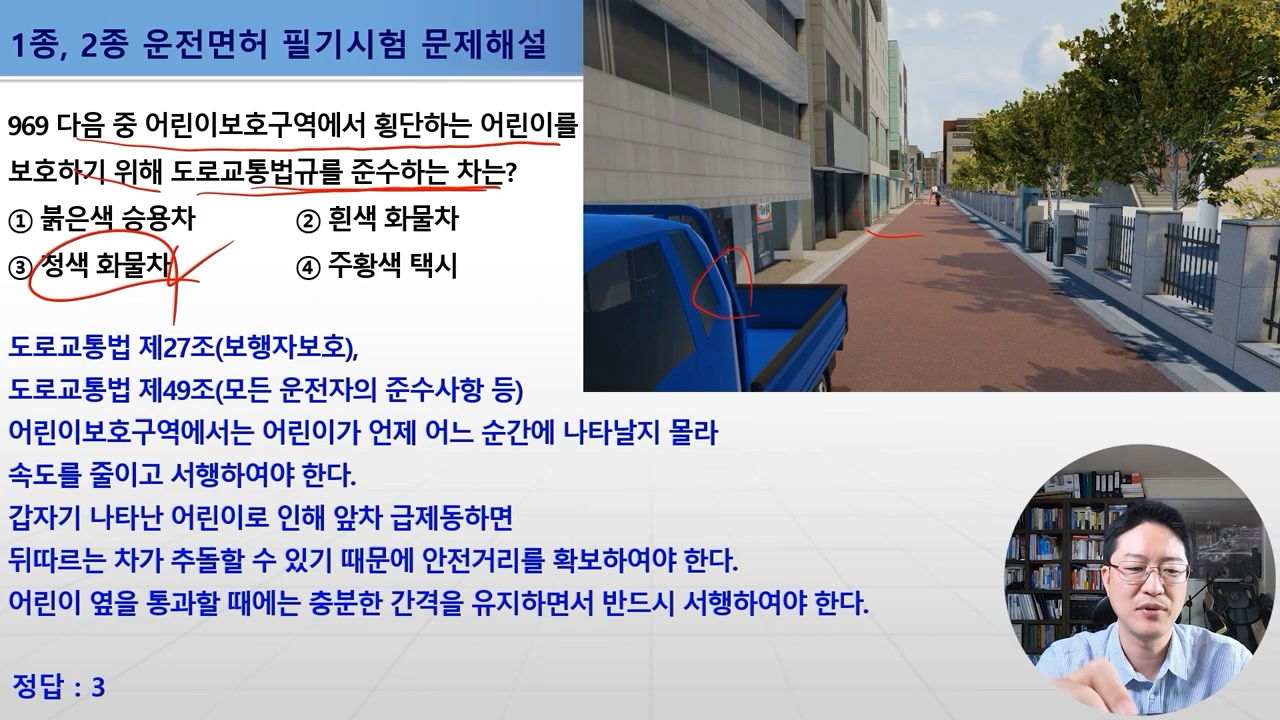 1종, 2종 운전면허 필기시험 문제해설
969 다음 중 어린이보호구역에서 횡단하는 어린이를
보호하기 위해 도로교통법규를 준수하는 차는?
① 붉은색 승용차 ② 흰색 화물차
③ 청색 화물차 ④ 주황색 택시
도로교통법 제27조(보행자보호),
도로교통법 제49조(모든 운전자의 준수사항 등)
어린이보호구역에서는 어린이가 언제 어느 순간에 나타날지 몰라
속도를 줄이고 서행하여야 한다.
갑자기 나타난 어린이로 인해 앞차 급제동하면
뒤따르는 차가 추돌할 수 있기 때문에 안전거리를 확보하여야 한다.
어린이 옆을 통과할 때에는 충분한 간격을 유지하면서 반드시 서행하여야 한다.
정답 : 3